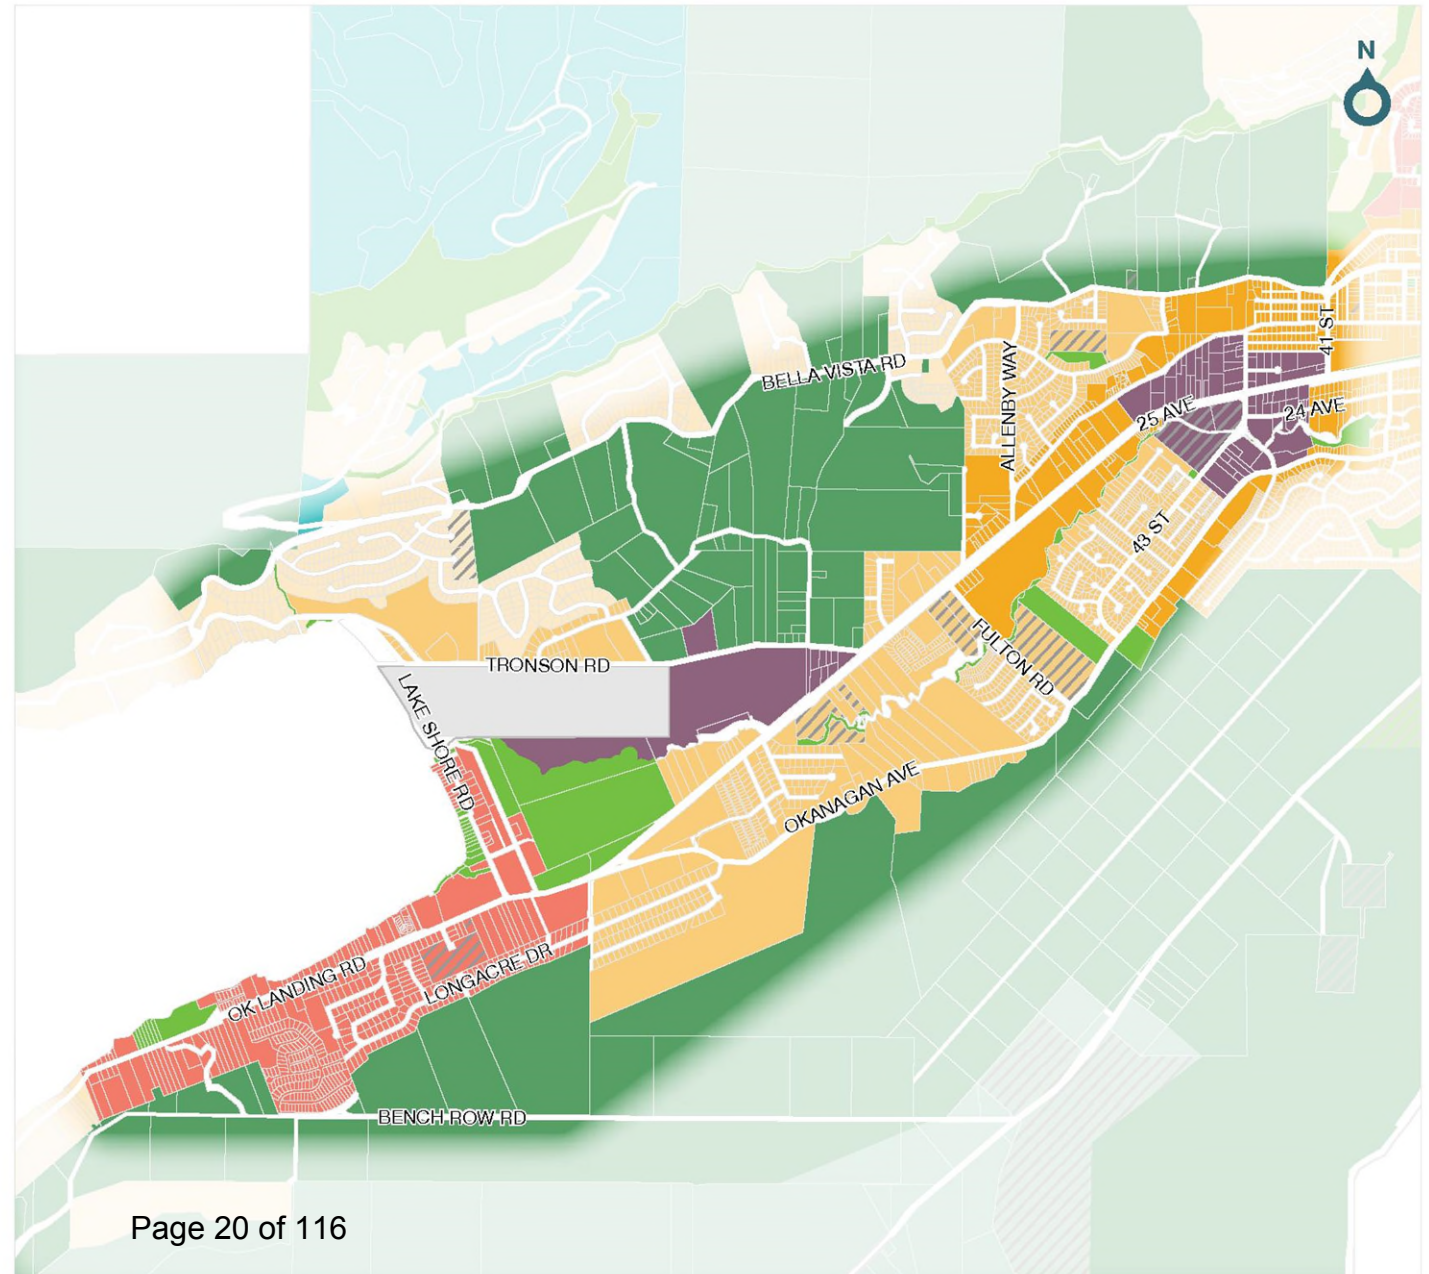 N
41 ST
BELLA VISTA RD
ALLENBY WAY
25 AVE
24 AVE
43 ST
FULTON RD
TRONSON RD
LAKE SHORE RD
OKANAGAN AVE
OK LANDING RD
LONGACRE DR
BENCH ROW RD
Page 20 of 116